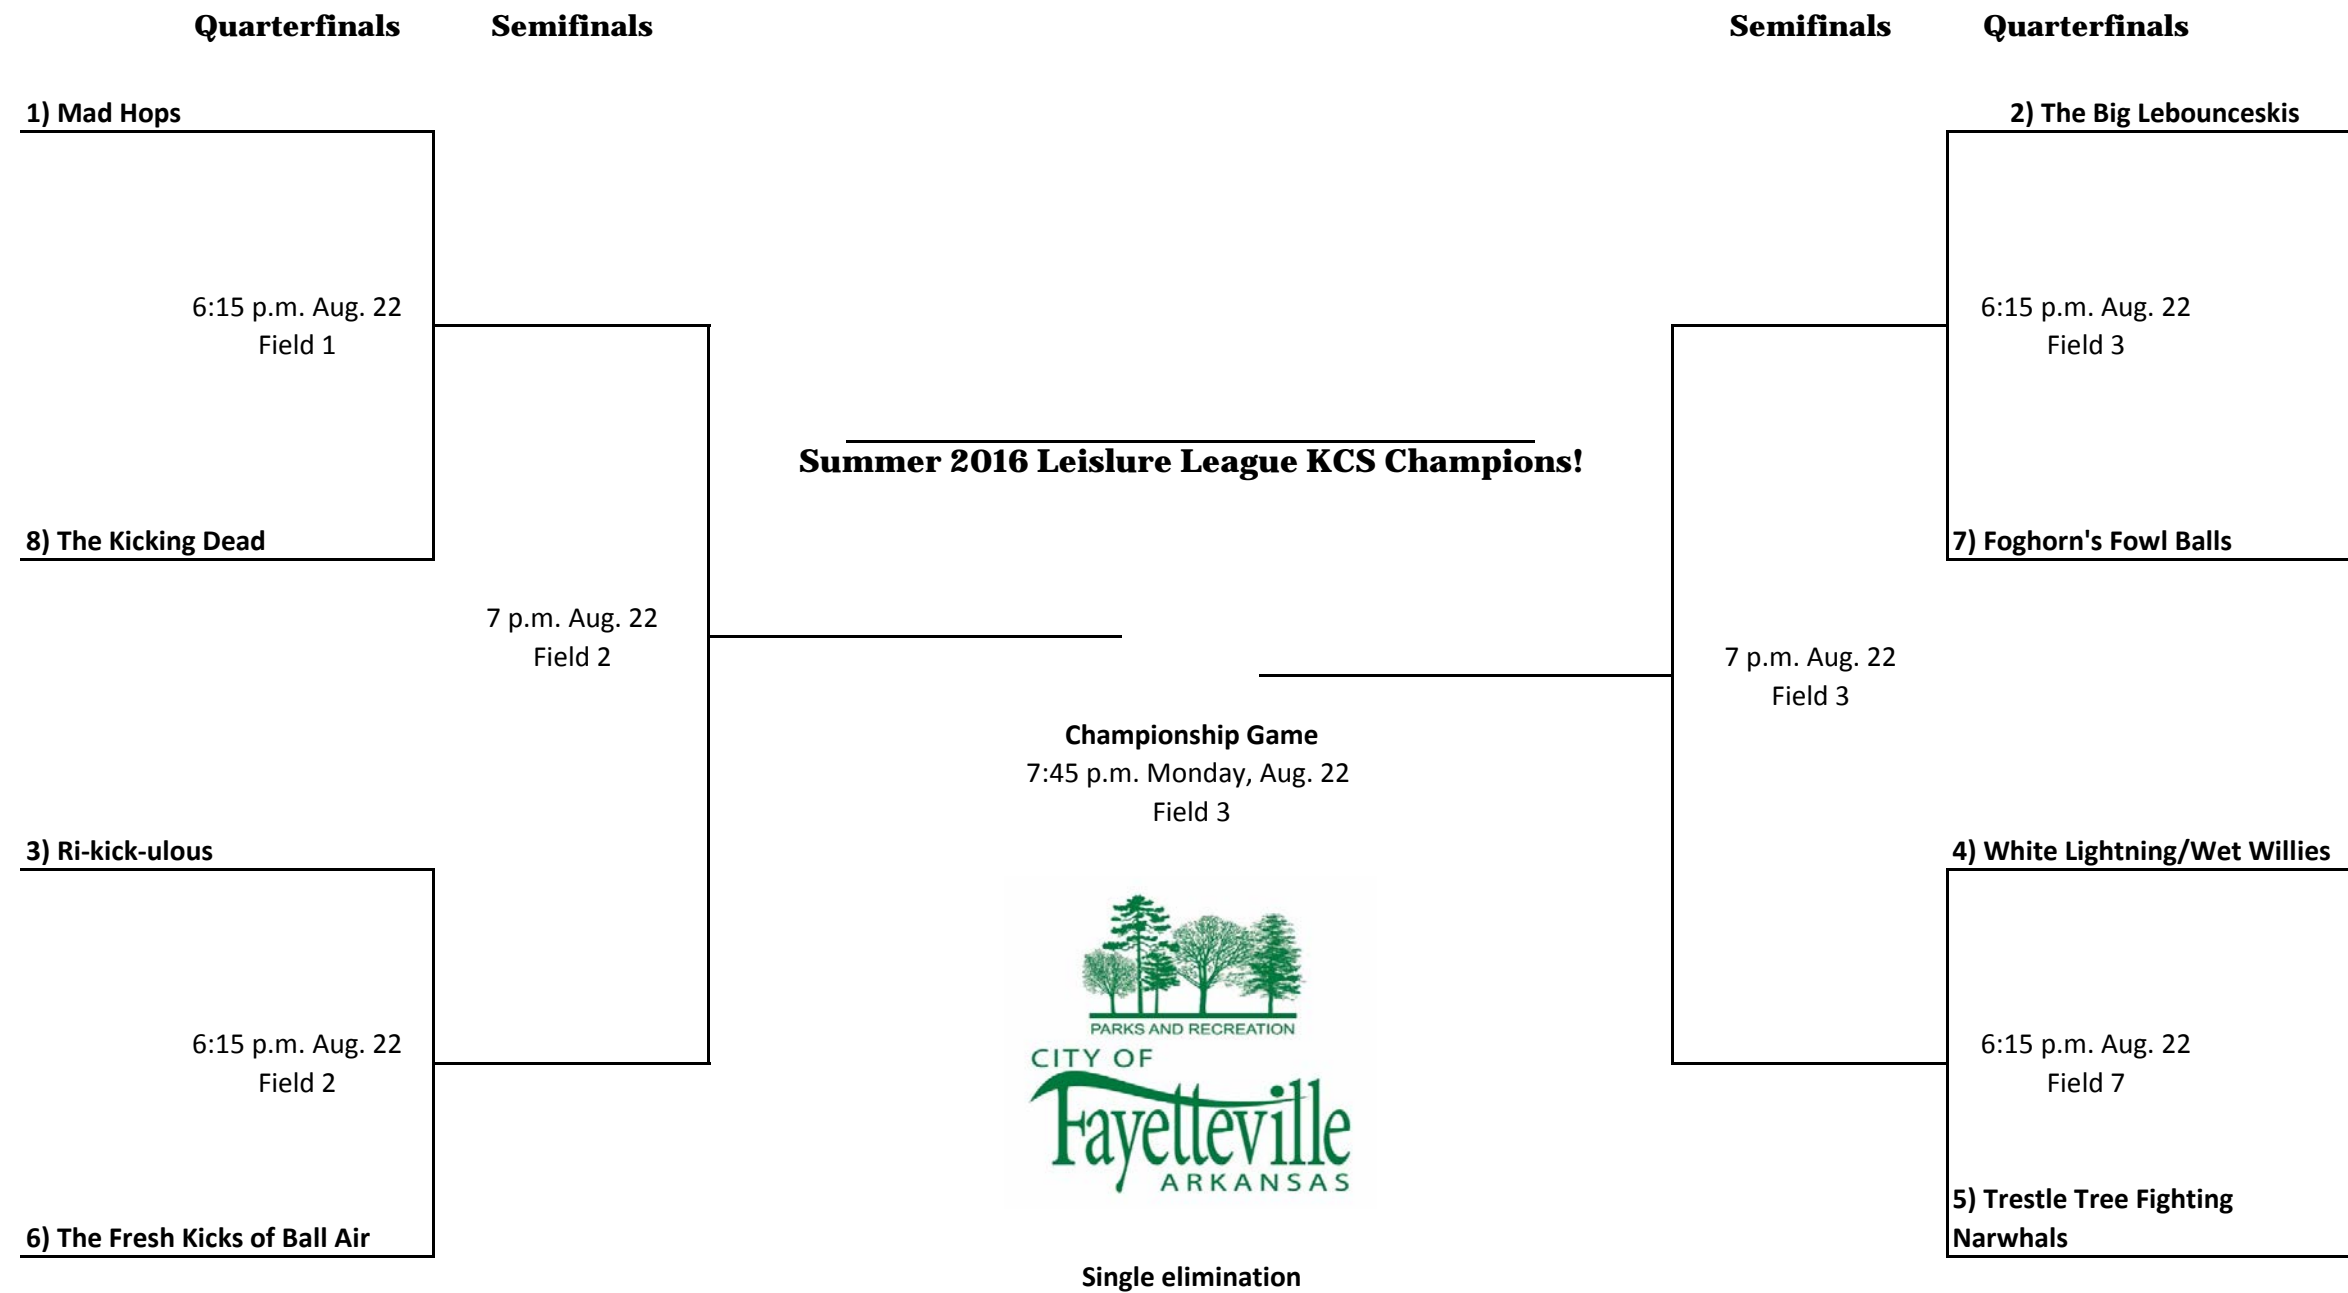 Quarterfinals
Semifinals
Semifinals
Quarterfinals
1) Mad Hops
2) The Big Lebounceskis
6:15 p.m. Aug. 22
Field 1
6:15 p.m. Aug. 22
Field 3
Summer 2016 Leislure League KCS Champions!
8) The Kicking Dead
7) Foghorn's Fowl Balls
7 p.m. Aug. 22
Field 2
7 p.m. Aug. 22
Field 3
Championship Game
7:45 p.m. Monday, Aug. 22
Field 3
3) Ri-kick-ulous
4) White Lightning/Wet Willies
PARKS AND RECREATION
CITY OF
Fayetteville
ARKANSAS
6:15 p.m. Aug. 22
Field 2
6:15 p.m. Aug. 22
Field 7
6) The Fresh Kicks of Ball Air
5) Trestle Tree Fighting
Narwhals
Single elimination